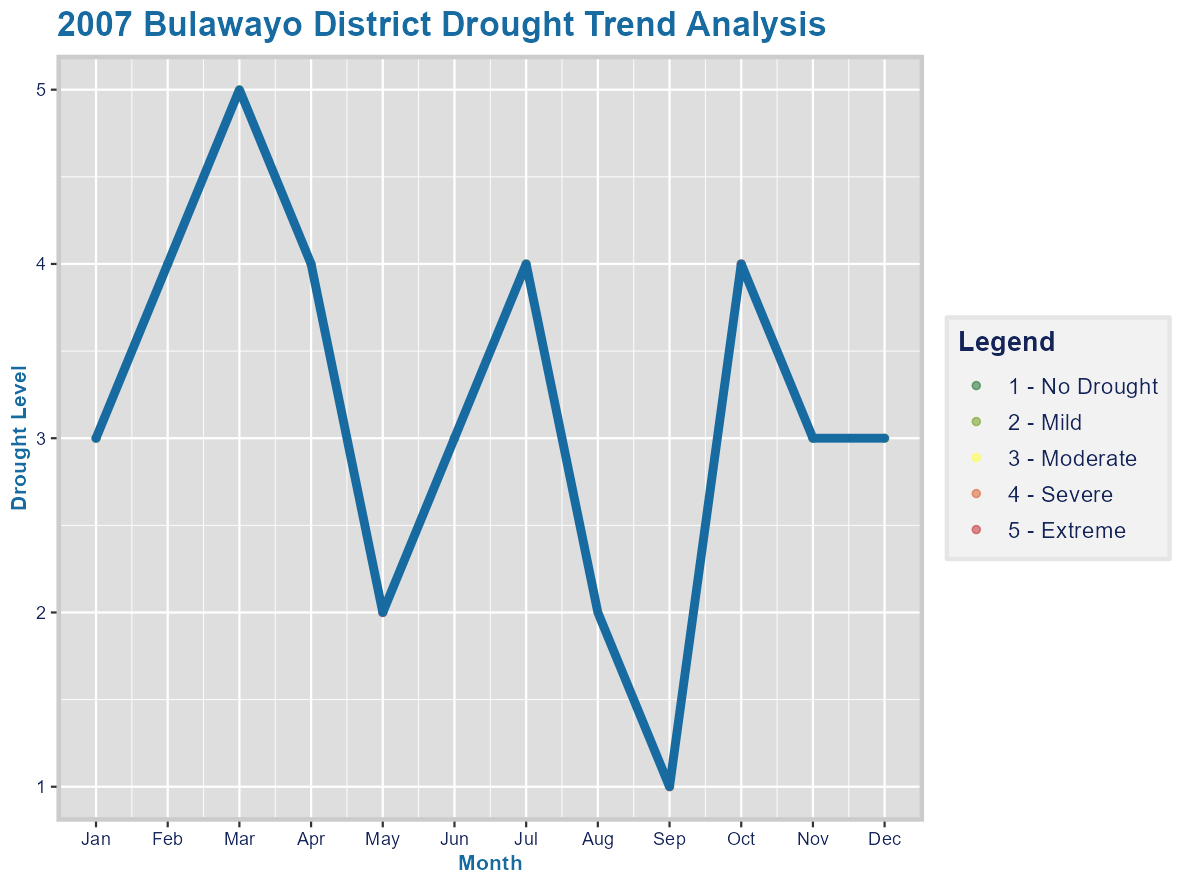 2007 Bulawayo District Drought Trend Analysis
5
4
3
2
1
Drought Level
Jan Feb Mar Apr May Jun Jul Aug Sep Oct Nov Dec
Month
Legend
1 - No Drought
2 - Mild
3 - Moderate
4 - Severe
5 - Extreme